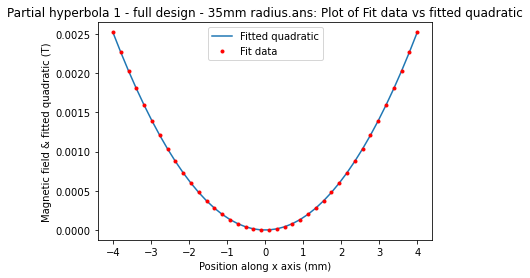 Partial hyperbola 1 - full design - 35mm radius.ans: Plot of Fit data vs fitted quadratic
Fitted quadratic
Fit data
0.0025
0.0020
0.0015
0.0010
0.0005
0.0000
Magnetic field & fitted quadratic (T)
−4 −3 −2 −1 0 1 2 3 4
Position along x axis (mm)